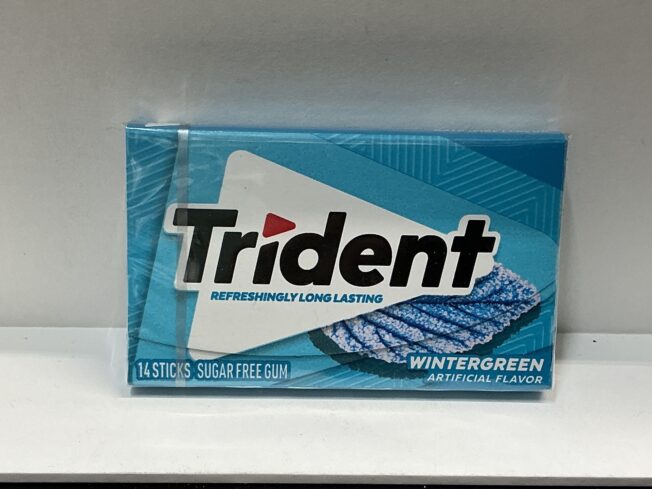 Trident
REFRESHINGLY LONG LASTING
14 STICKS SUGAR FREE GUM
WINTERGREEN
ARTIFICIAL FLAVOR